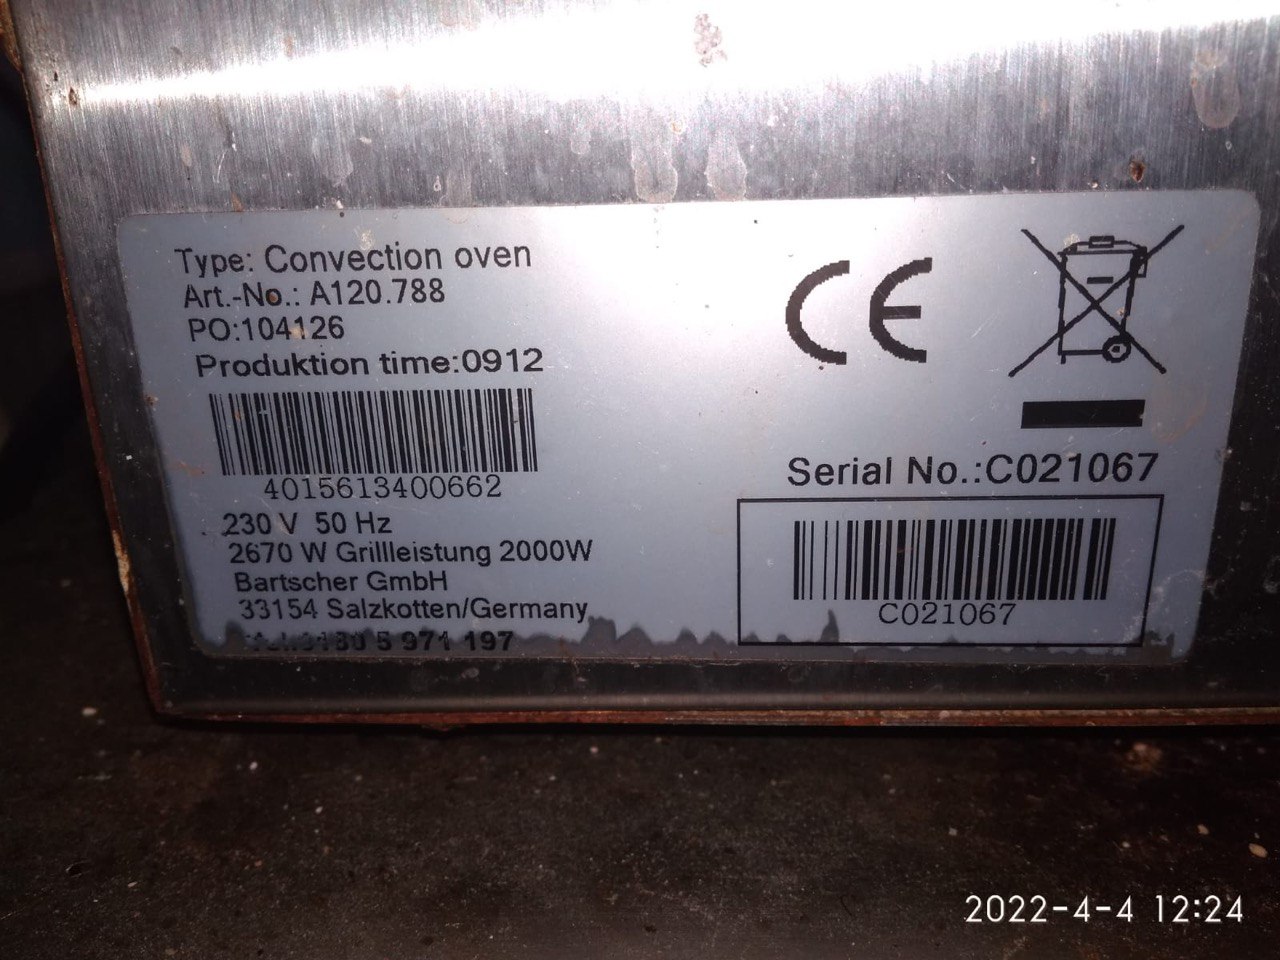 Type: Convection oven
Art.-No.: A120.788
PO:104126
Produktion time:0912
4015613400662
230 V 50 Hz
2670 W Grillleistung 2000W
Bartscher GmbH
33154 Salzkotten/Germany
5 971 197
CE
Serial No.:C021067
C021067
2022-4-4 12:24